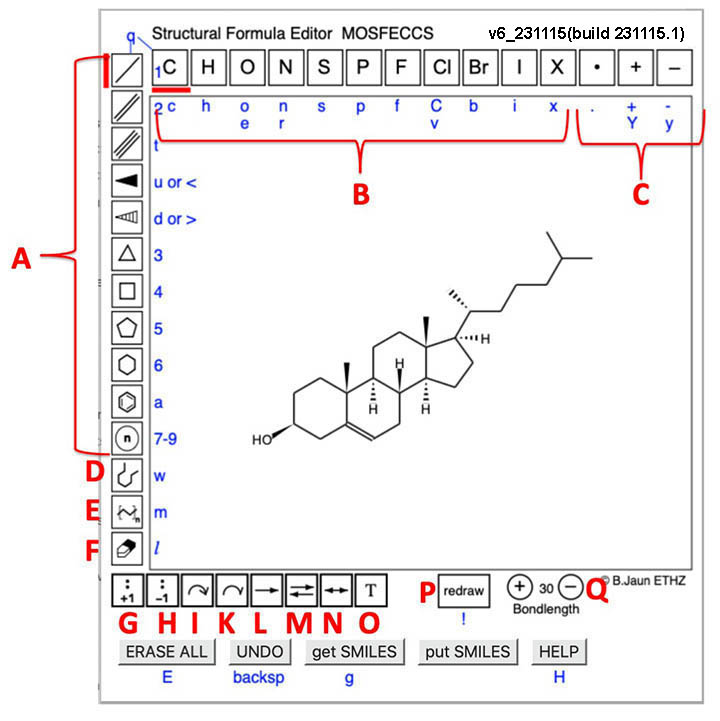 Structural Formula Editor MOSFECCS v6_231115(build 231115.1)
q
1 C H O N S P F Cl Br I X • + –
2 c h o n s p f C b i x . + -
e r v Y y
t
B C
u or <
d or >
A
3
4
5
6
a
n 7-9
H H H H
HO
D w
E n m
F l
© B.Jaun ETHZ
+1 -1 T P redraw + 30 – Q
Bondlength
G H I K L M N O !
ERASE ALL UNDO get SMILES put SMILES HELP
E backsp g H